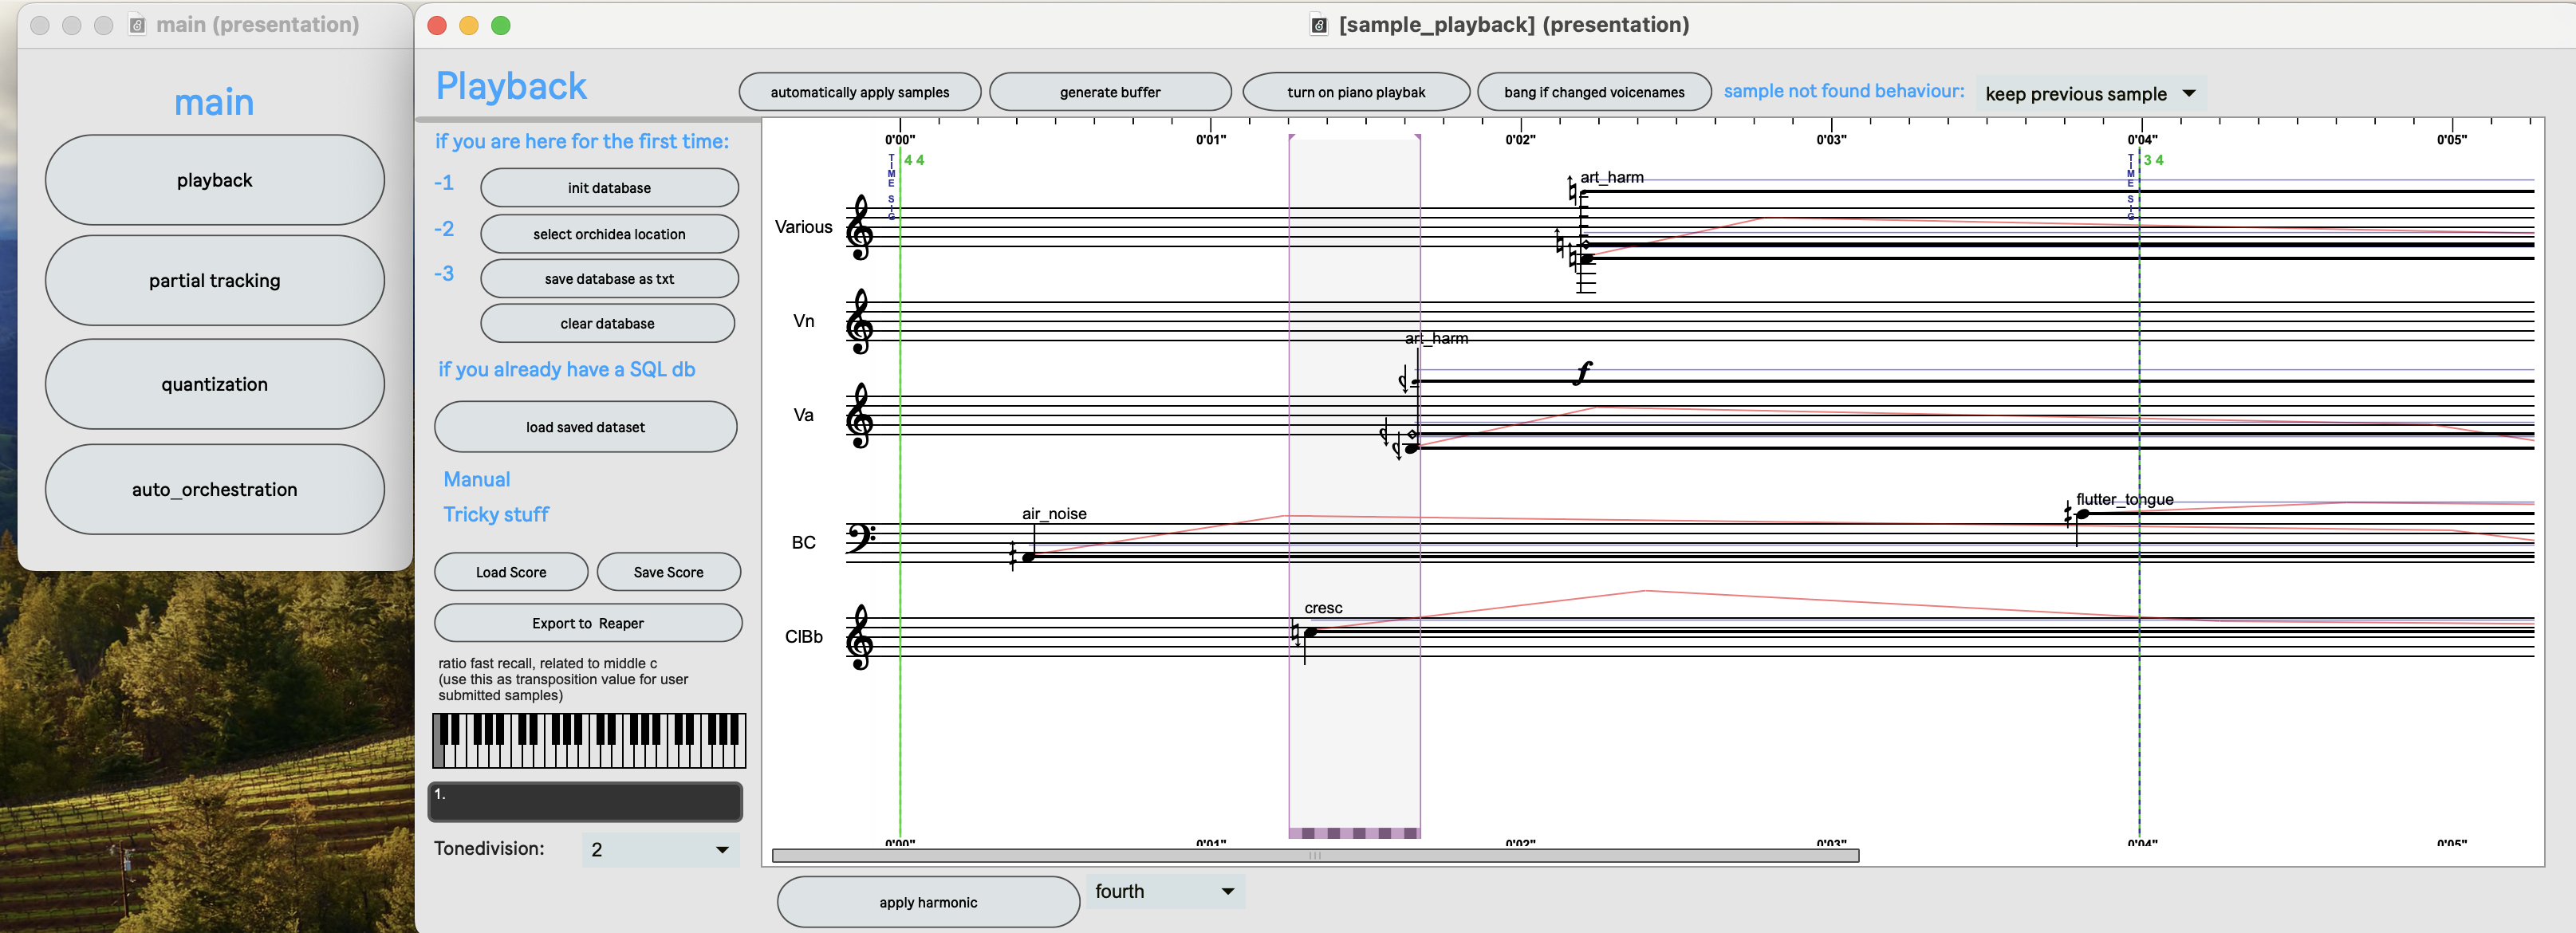 main (presentation)
main
playback
partial tracking
quantization
auto_orchestration
[sample_playback] (presentation)
Playback
automatically apply samples
generate buffer
turn on piano playbak
bang if changed voicenames
sample not found behaviour:
keep previous sample
if you are here for the first time:
-1
init database
-2
select orchidea location
-3
save database as txt
clear database
if you already have a SQL db
load saved dataset
Manual
Tricky stuff
Load Score
Save Score
Export to Reaper
ratio fast recall, related to middle c
(use this as transposition value for user
submitted samples)
1.
Tonedivision:
2
0'00"
0'01"
0'02"
0'03"
0'04"
0'05"
TIME SIG
4 4
TIME SIG
3 4
Various
art_harm
Vn
art_harm
Va
f
BC
air_noise
flutter_tongue
ClBb
cresc
0'00"
0'01"
0'02"
0'03"
0'04"
0'05"
apply harmonic
fourth